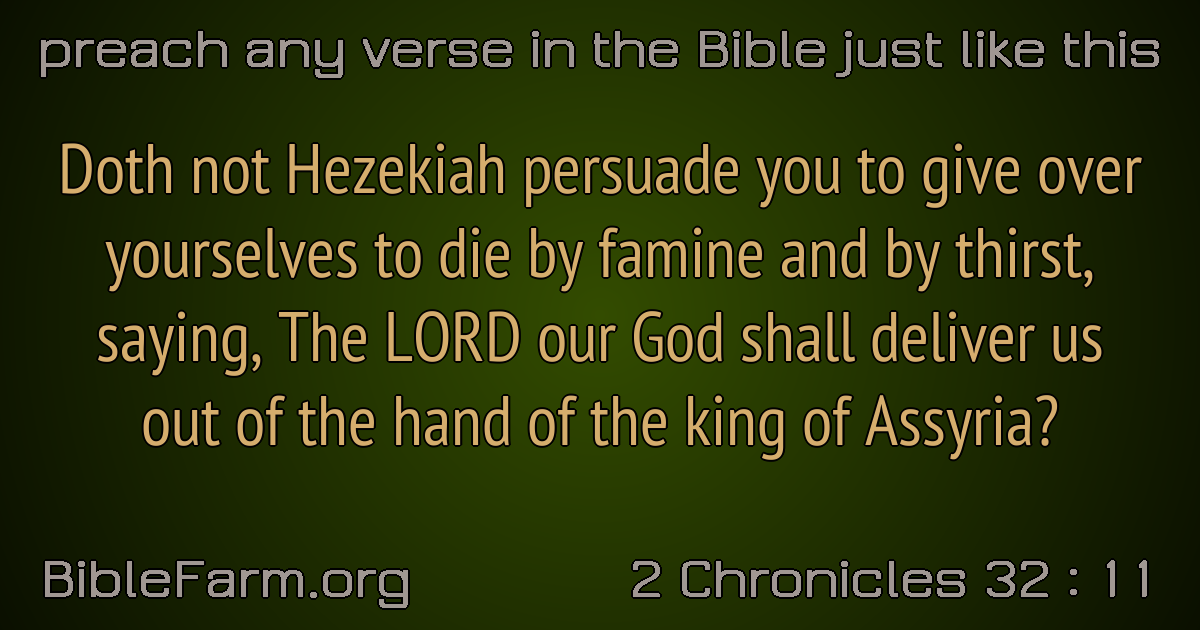 preach any verse in the Bible just like this
Doth not Hezekiah persuade you to give over
yourselves to die by famine and by thirst,
saying, The LORD our God shall deliver us
out of the hand of the king of Assyria?
BibleFarm.org
2 Chronicles 32 : 11